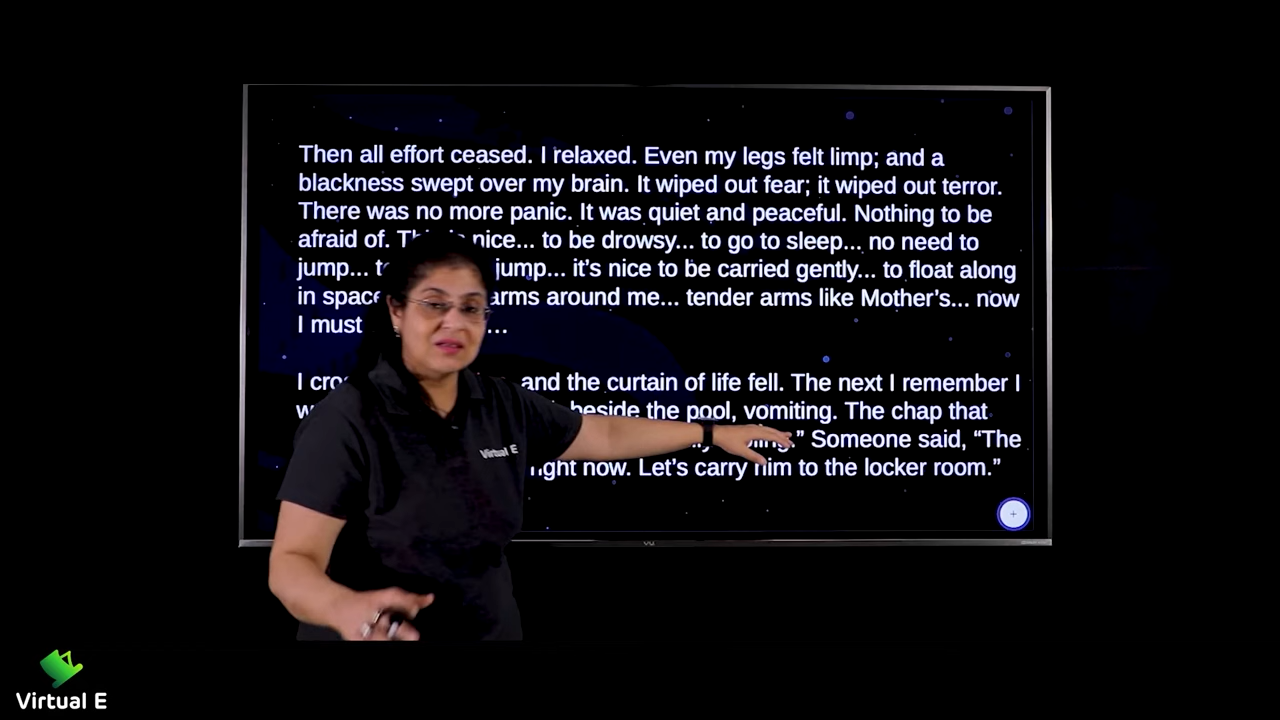 Then all effort ceased. I relaxed. Even my legs felt limp; and a
blackness swept over my brain. It wiped out fear; it wiped out terror.
There was no more panic. It was quiet and peaceful. Nothing to be
afraid of. This is nice... to be drowsy... to go to sleep... no need to
jump... jump... it’s nice to be carried gently... to float along
in space arms around me... tender arms like Mother’s... now
I must ...
I and the curtain of life fell. The next I remember I
beside the pool, vomiting. The chap that
” Someone said, “The
right now. Let’s carry him to the locker room.”
Virtual E
VU
Virtual E